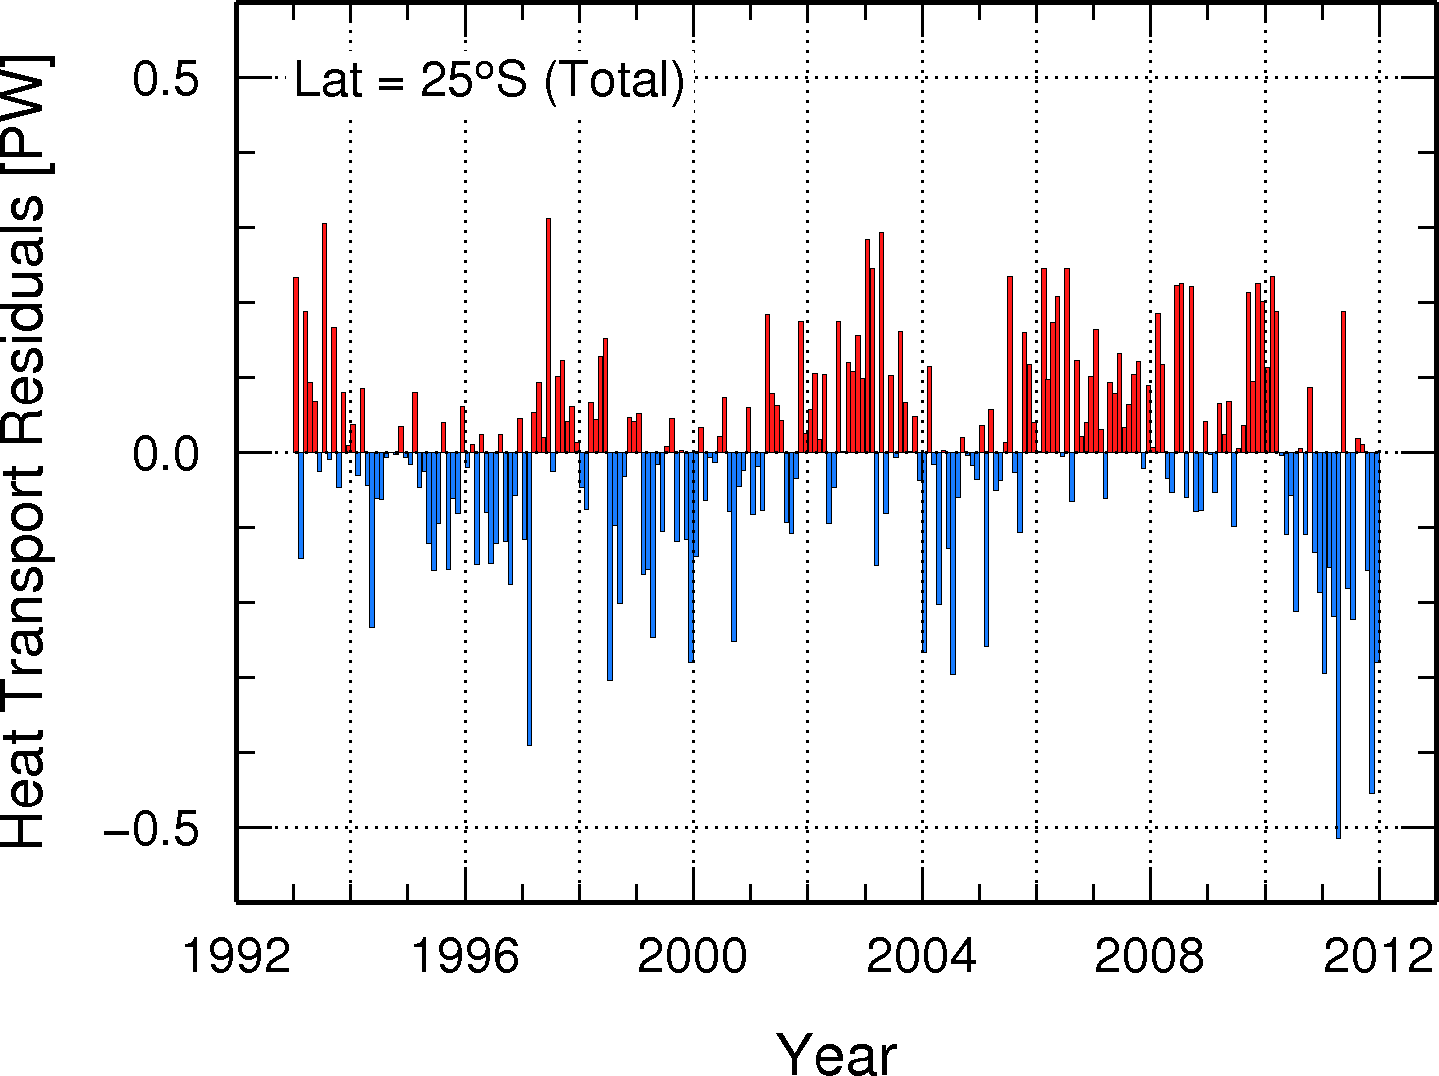 Heat Transport Residuals [PW]
Lat = 25ºS (Total)
0.5
0.0
−0.5
1992 1996 2000 2004 2008 2012
Year